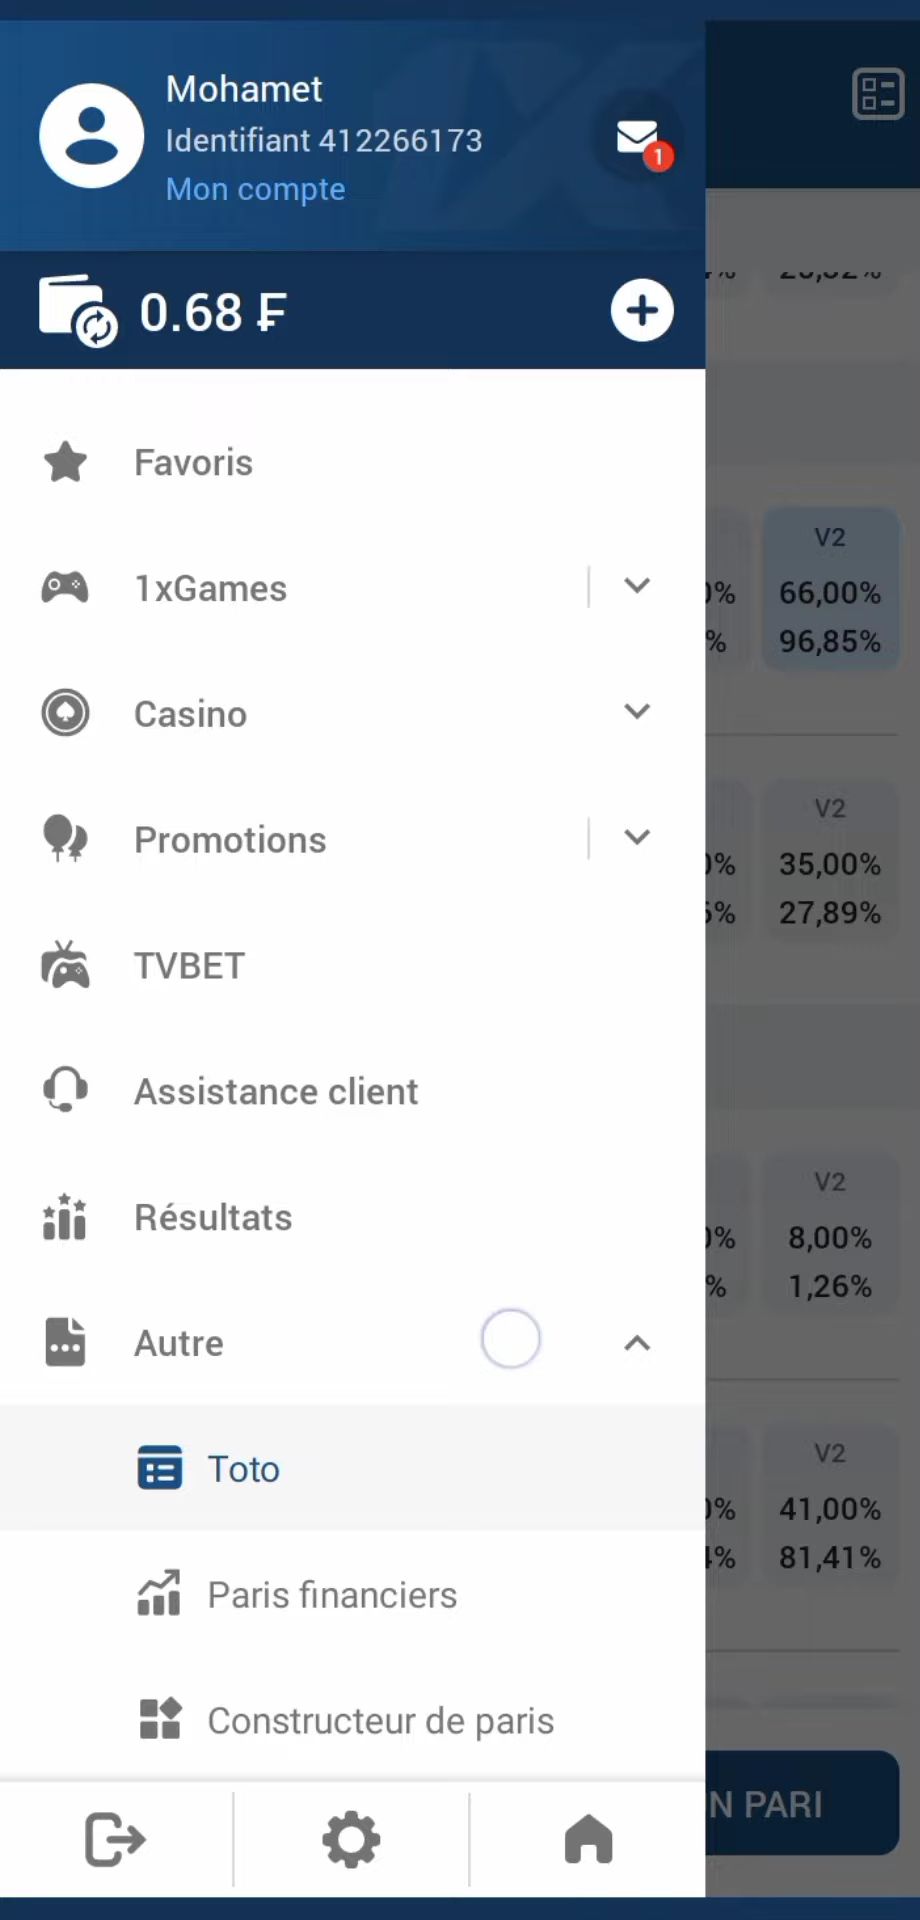 Mohamet
Identifiant 412266173
1
Mon compte
0.68 ₣
Favoris
1xGames
V2
66,00%
96,85%
Casino
V2
Promotions
35,00%
27,89%
TVBET
Assistance client
V2
Résultats
8,00%
1,26%
Autre
V2
Toto
41,00%
81,41%
Paris financiers
Constructeur de paris
N PARI